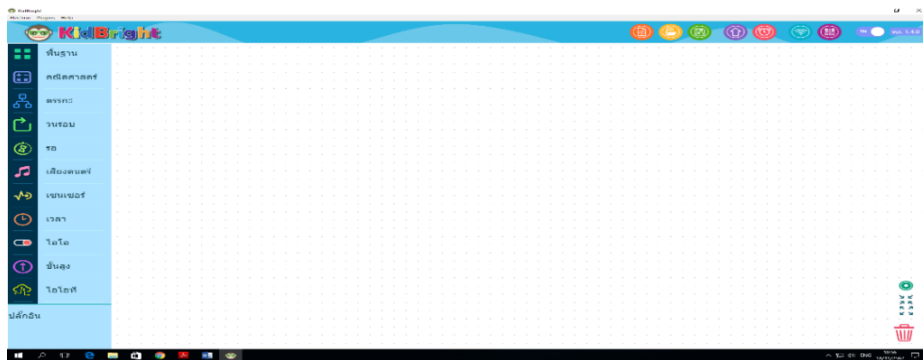 KidBright
KidBright
พื้นฐาน
คณิตศาสตร์
ตรรกะ
วนรอบ
รอ
เสียงดนตรี
เซนเซอร์
เวลา
ไอโอ
ขั้นสูง
ไอโอที
ปลั๊กอิน
ENG